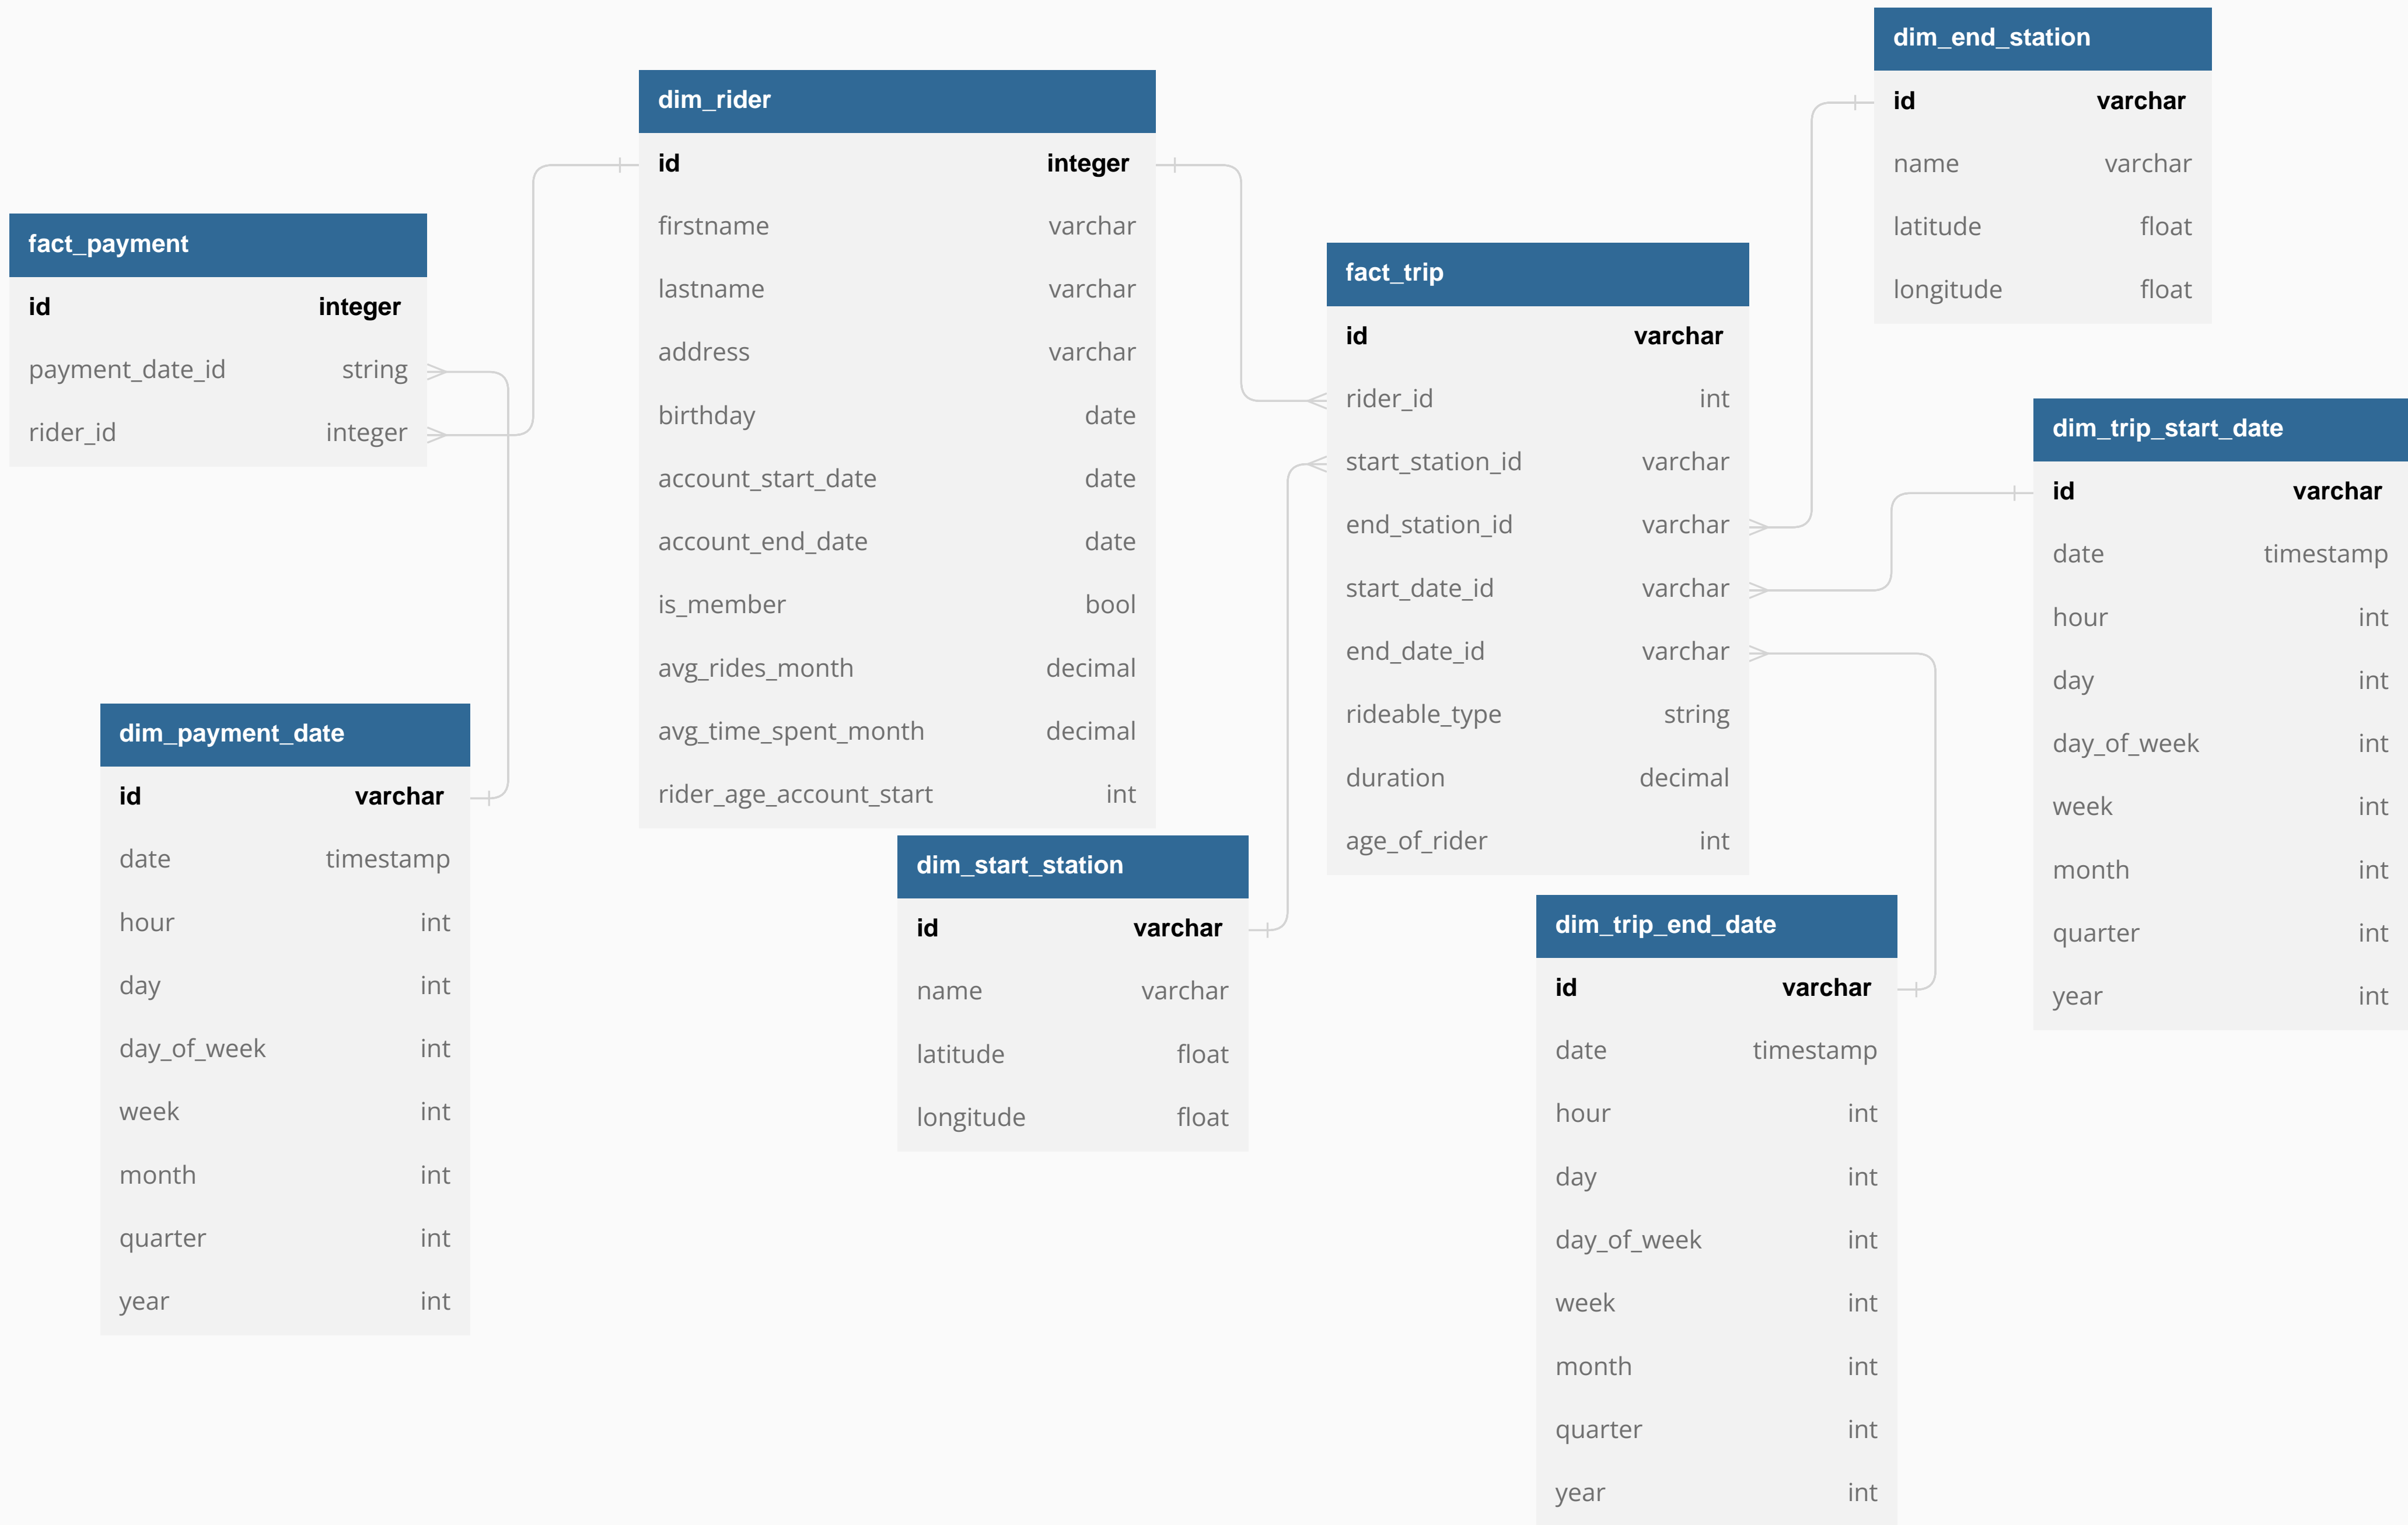 dim_end_station
id varchar
name varchar
latitude float
longitude float
dim_rider
id integer
firstname varchar
lastname varchar
address varchar
birthday date
account_start_date date
account_end_date date
is_member bool
avg_rides_month decimal
avg_time_spent_month decimal
rider_age_account_start int
fact_payment
id integer
payment_date_id string
rider_id integer
fact_trip
id varchar
rider_id int
start_station_id varchar
end_station_id varchar
start_date_id varchar
end_date_id varchar
rideable_type string
duration decimal
age_of_rider int
dim_trip_start_date
id varchar
date timestamp
hour int
day int
day_of_week int
week int
month int
quarter int
year int
dim_payment_date
id varchar
date timestamp
hour int
day int
day_of_week int
week int
month int
quarter int
year int
dim_start_station
id varchar
name varchar
latitude float
longitude float
dim_trip_end_date
id varchar
date timestamp
hour int
day int
day_of_week int
week int
month int
quarter int
year int